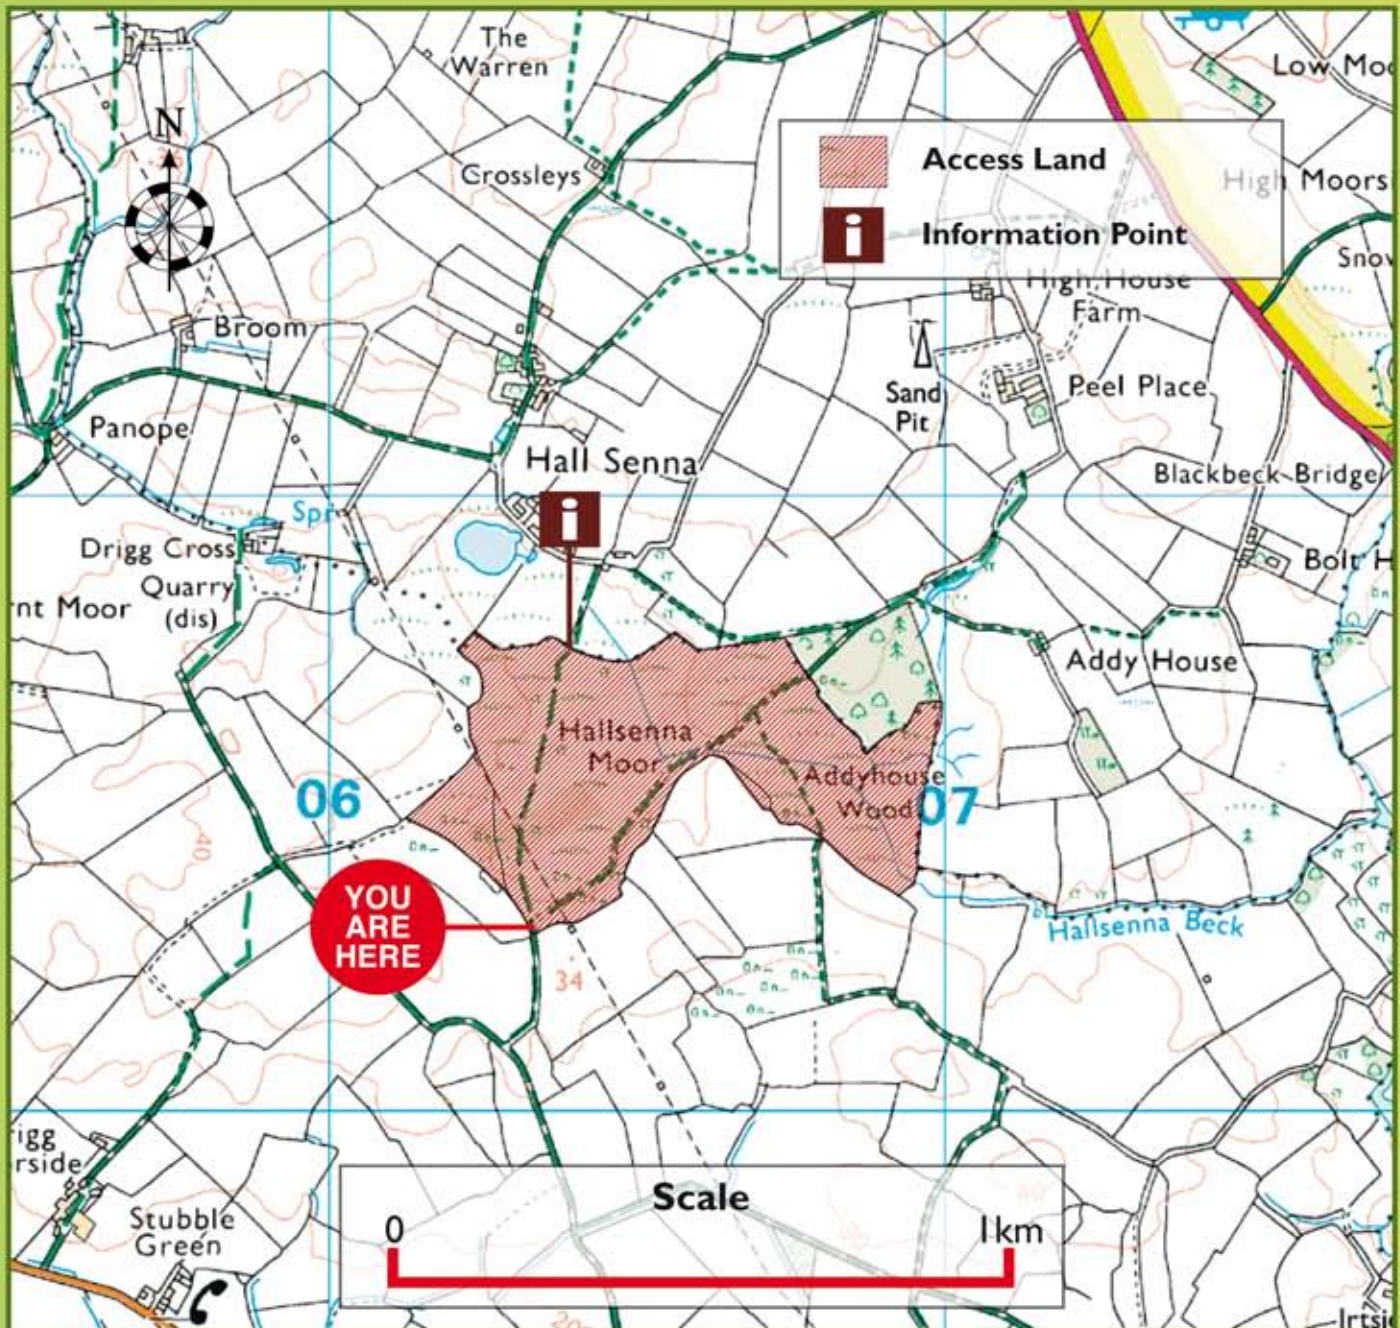 The
Warren
Low Moo
N
Crossleys
Access Land
High Moors
Information Point
Snow
High House
Farm
Broom
Sand
Pit
Peel Place
Panope
Hall Senna
Blackbeck Bridge
Spr
i
i
Drigg Cross
Quarry
(dis)
Bolt H
nt Moor
Addy House
Hallsenna
Moor
Addyhouse
Wood
06
07
40
YOU
ARE
HERE
Hallsenna Beck
34
igg
rside
Scale
0
1km
Stubble
Green
Irtsi